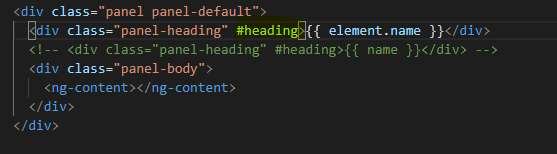 <div class="panel panel-default">
<div class="panel-heading" #heading>{{ element.name }}</div>
<!-- <div class="panel-heading" #heading>{{ name }}</div> -->
<div class="panel-body">
<ng-content></ng-content>
</div>
</div>